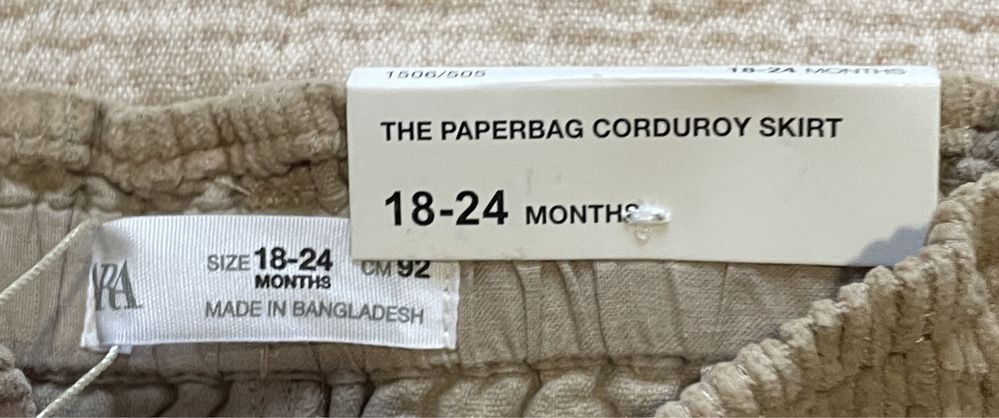 1506/505 18-24 MONTHS
THE PAPERBAG CORDUROY SKIRT
18-24 MONTHS
SIZE 18-24 MONTHS CM 92
MADE IN BANGLADESH